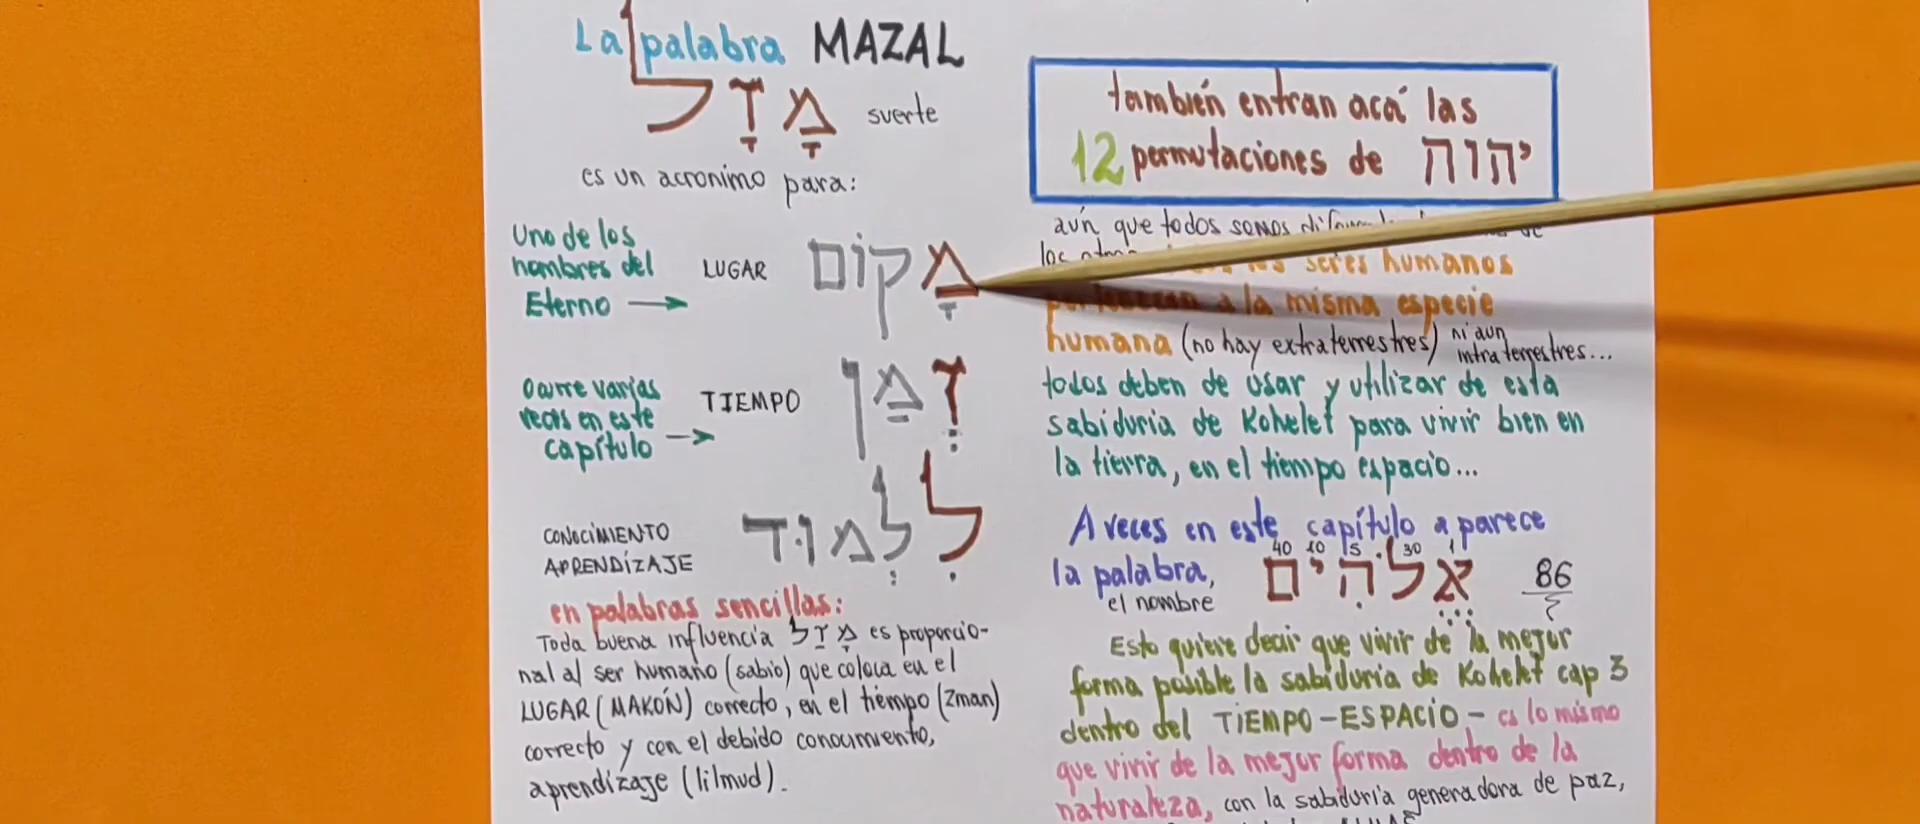 La palabra MAZAL
מָזָל suerte
es un acronimo para:
Uno de los
nombres del
Eterno → LUGAR מָקוֹם
Ocurre varias
veces en este
capítulo → TIEMPO זְמַן
CONOCIMIENTO
APRENDÍZAJE לִלְמוּד
en palabras sencillas:
Toda buena influencia מַזָל es proporcio-
nal al ser humano (sabio) que coloca en el
LUGAR (MAKÓN) correcto, en el tiempo (Zman)
correcto y con el debido conocimiento,
aprendízaje (lilmud).
también entran acá las
12 permutaciones de יהוה
aún que todos somos
los seres humanos
a la misma especie
humana (no hay extraterrestres) ni aun
intraterrestres...
todos deben de usar y utilizar de esta
sabiduria de Kohelet para vivir bien en
la tierra, en el tiempo espacio...
A veces en este capítulo aparece
40 10 5 30 1
la palabra, אֱלֹהִים 86
el nombre
Esto quiere decir que vivir de la mejor
forma posible la sabiduria de Kohelet cap 3
dentro del TIEMPO-ESPACIO - es lo mismo
que vivir de la mejor forma dentro de la
naturaleza, con la sabiduría generadora de paz,